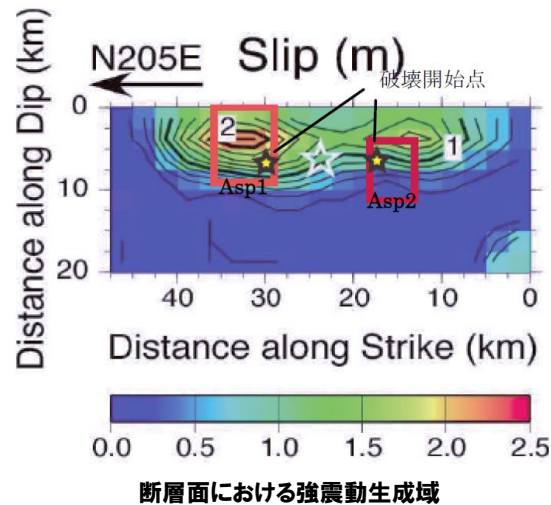 N205E
Slip (m)
破壊開始点
Distance along Dip (km)
0
10
20
2
1
Asp1
Asp2
40 30 20 10 0
Distance along Strike (km)
0.0 0.5 1.0 1.5 2.0 2.5
断層面における強震動生成域